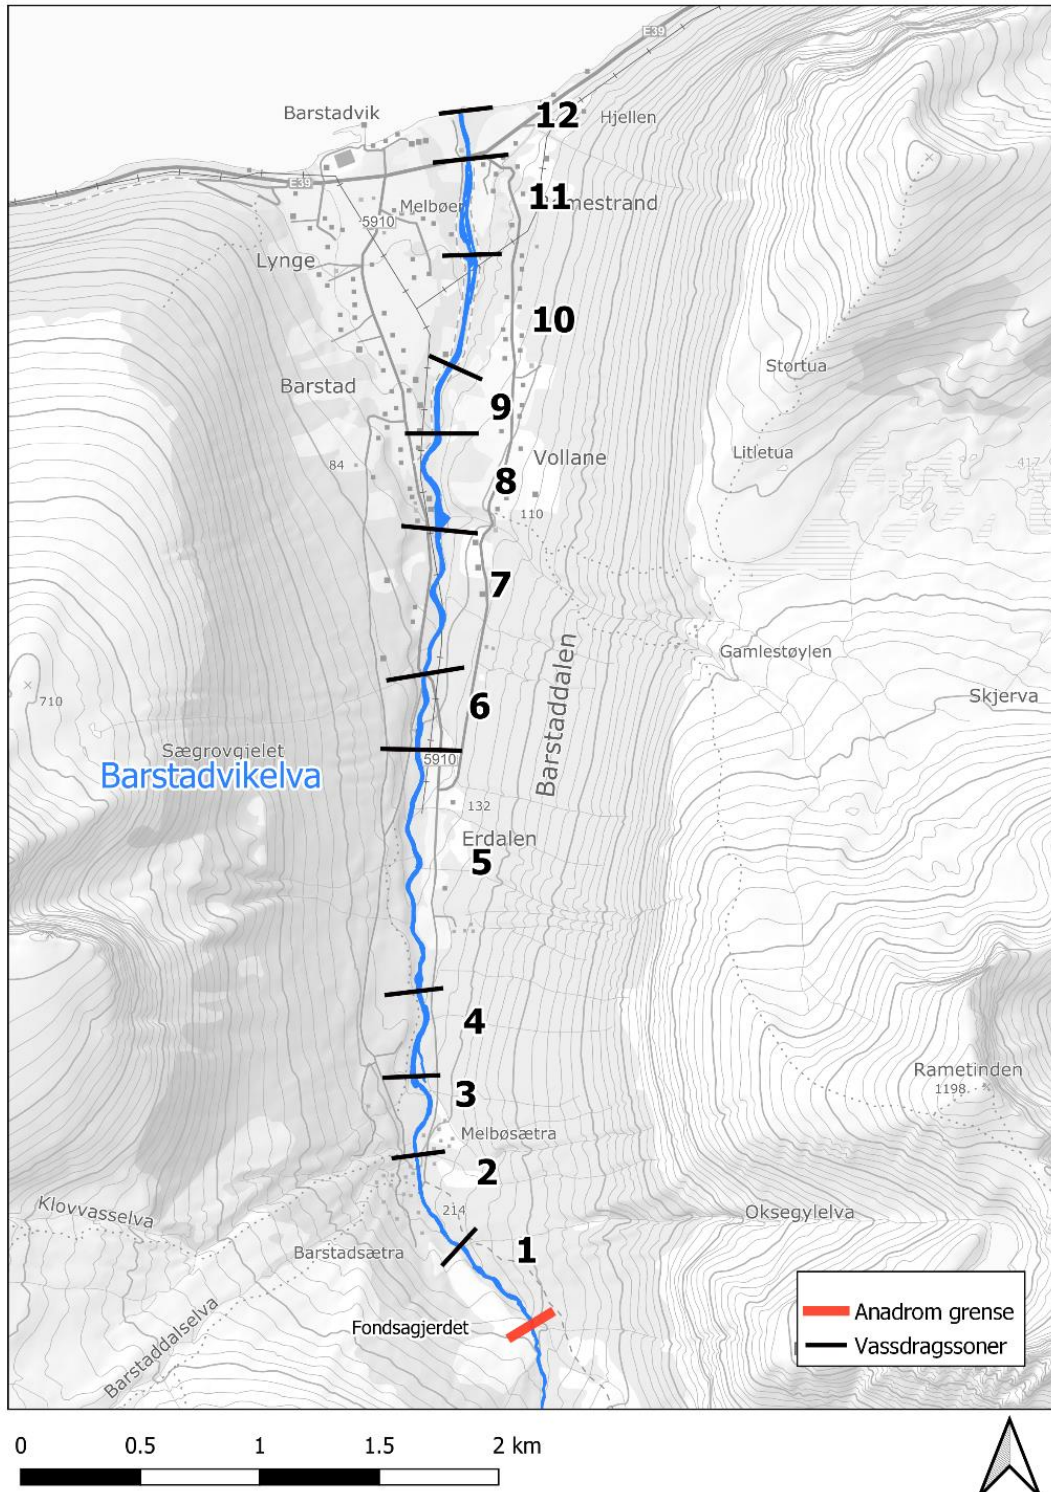 E39
Barstadvik
12
Hjellen
E39
11
Melbøer
mestrand
5910
Lynge
10
Stortua
Barstad
9
Litletua
Vollane
84
417
8
110
7
Barstaddalen
Gamlestøylen
6
Skjerva
710
Sægrovgjelet
5910
Barstadvikelva
132
Erdalen
5
4
Rametinden
1198
3
Melbøsætra
2
Klovvasselva
214
Oksegylelva
Barstadsætra
1
Fondsagjerdet
Barstaddalselva
Anadrom grense
Vassdragssoner
0 0.5 1 1.5 2 km